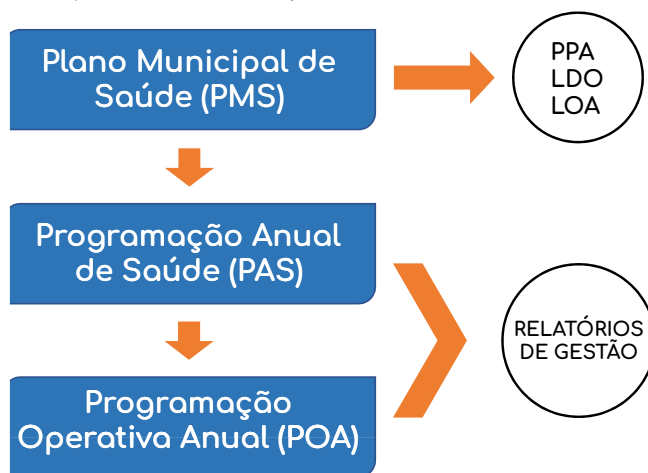 Plano Municipal de
Saúde (PMS)
PPA
LDO
LOA
Programação Anual
de Saúde (PAS)
RELATÓRIOS
DE GESTÃO
Programação
Operativa Anual (POA)